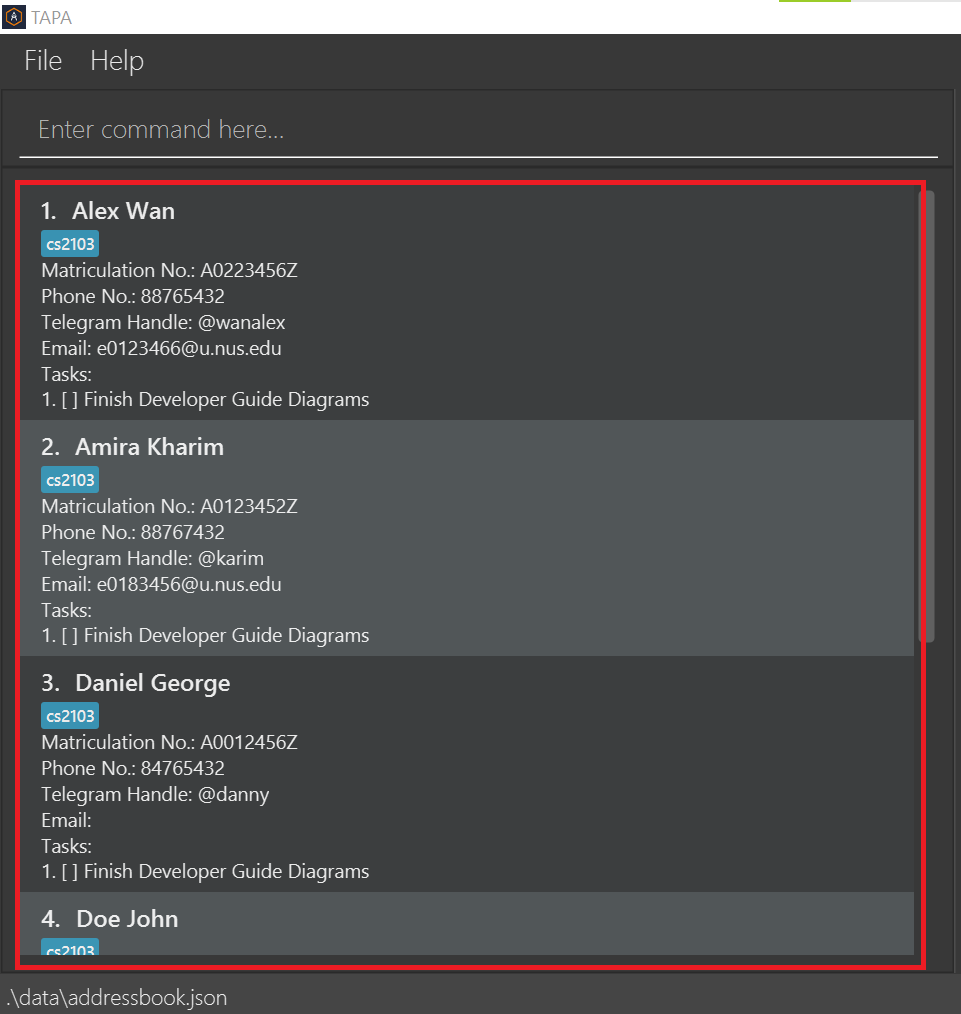 TAPA
File Help
Enter command here...
1. Alex Wan
cs2103
Matriculation No.: A0223456Z
Phone No.: 88765432
Telegram Handle: @wanalex
Email: e0123466@u.nus.edu
Tasks:
1. [ ] Finish Developer Guide Diagrams
2. Amira Kharim
cs2103
Matriculation No.: A0123452Z
Phone No.: 88767432
Telegram Handle: @karim
Email: e0183456@u.nus.edu
Tasks:
1. [ ] Finish Developer Guide Diagrams
3. Daniel George
cs2103
Matriculation No.: A0012456Z
Phone No.: 84765432
Telegram Handle: @danny
Email:
Tasks:
1. [ ] Finish Developer Guide Diagrams
4. Doe John
cs2103
.\data\addressbook.json